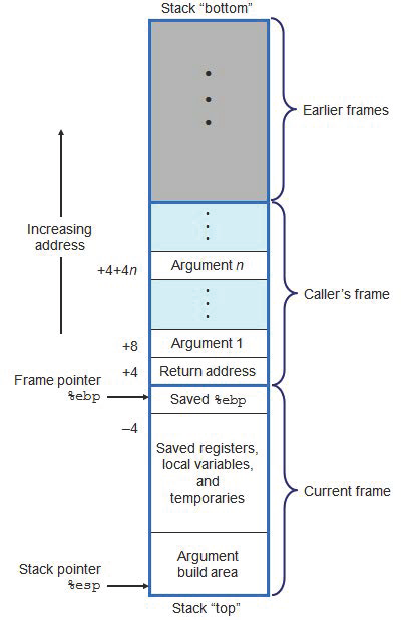 Stack “bottom”
Earlier frames
Increasing
address
+4+4n
Argument n
Caller’s frame
+8
Argument 1
+4
Return address
Frame pointer
%ebp
Saved %ebp
−4
Saved registers,
local variables,
and
temporaries
Current frame
Argument
build area
Stack pointer
%esp
Stack “top”